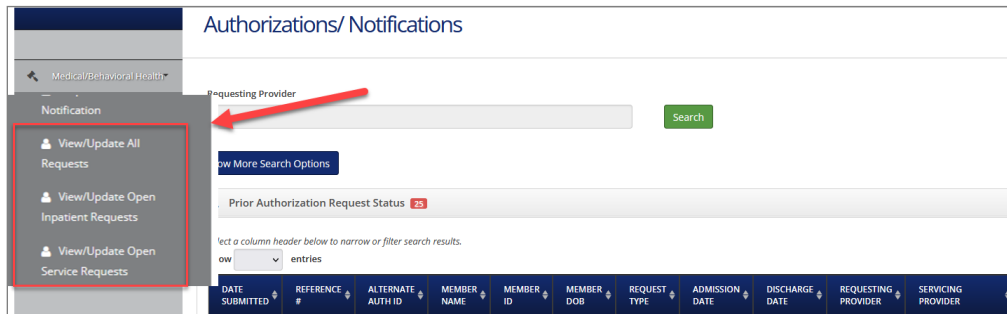 Authorizations/ Notifications
Medical/Behavioral Health
Notification
View/Update All
Requests
View/Update Open
Inpatient Requests
View/Update Open
Service Requests
Requesting Provider
Search
ow More Search Options
Prior Authorization Request Status 25
lect a column header below to narrow or filter search results.
ow entries
DATE SUBMITTED REFERENCE # ALTERNATE AUTH ID MEMBER NAME MEMBER ID MEMBER DOB REQUEST TYPE ADMISSION DATE DISCHARGE DATE REQUESTING PROVIDER SERVICING PROVIDER